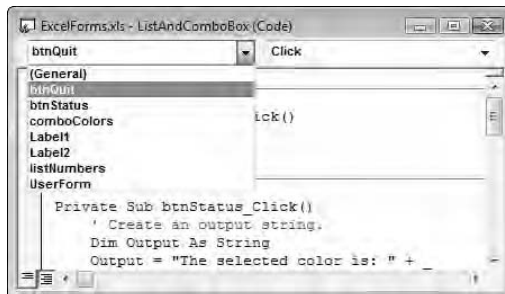 ExcelForms.xls - ListAndComboBox (Code)
btnQuit Click
(General)
btnQuit
btnStatus
comboColors
ick()
Label1
Label2
listNumbers
UserForm
Private Sub btnStatus_Click()
' Create an output string.
Dim Output As String
Output = "The selected color is: " + _